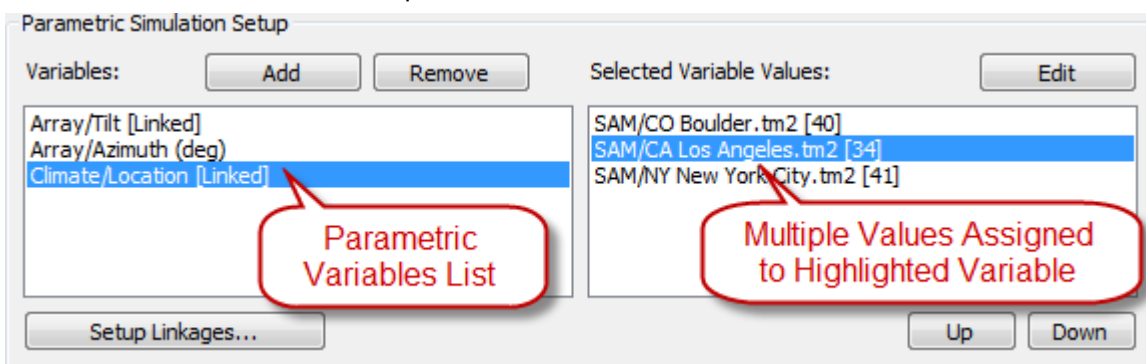 Parametric Simulation Setup
Variables: Add Remove Selected Variable Values: Edit
Array/Tilt [Linked]
Array/Azimuth (deg)
Climate/Location [Linked]
SAM/CO Boulder.tm2 [40]
SAM/CA Los Angeles.tm2 [34]
SAM/NY New York City.tm2 [41]
Parametric
Variables List
Multiple Values Assigned
to Highlighted Variable
Setup Linkages... Up Down